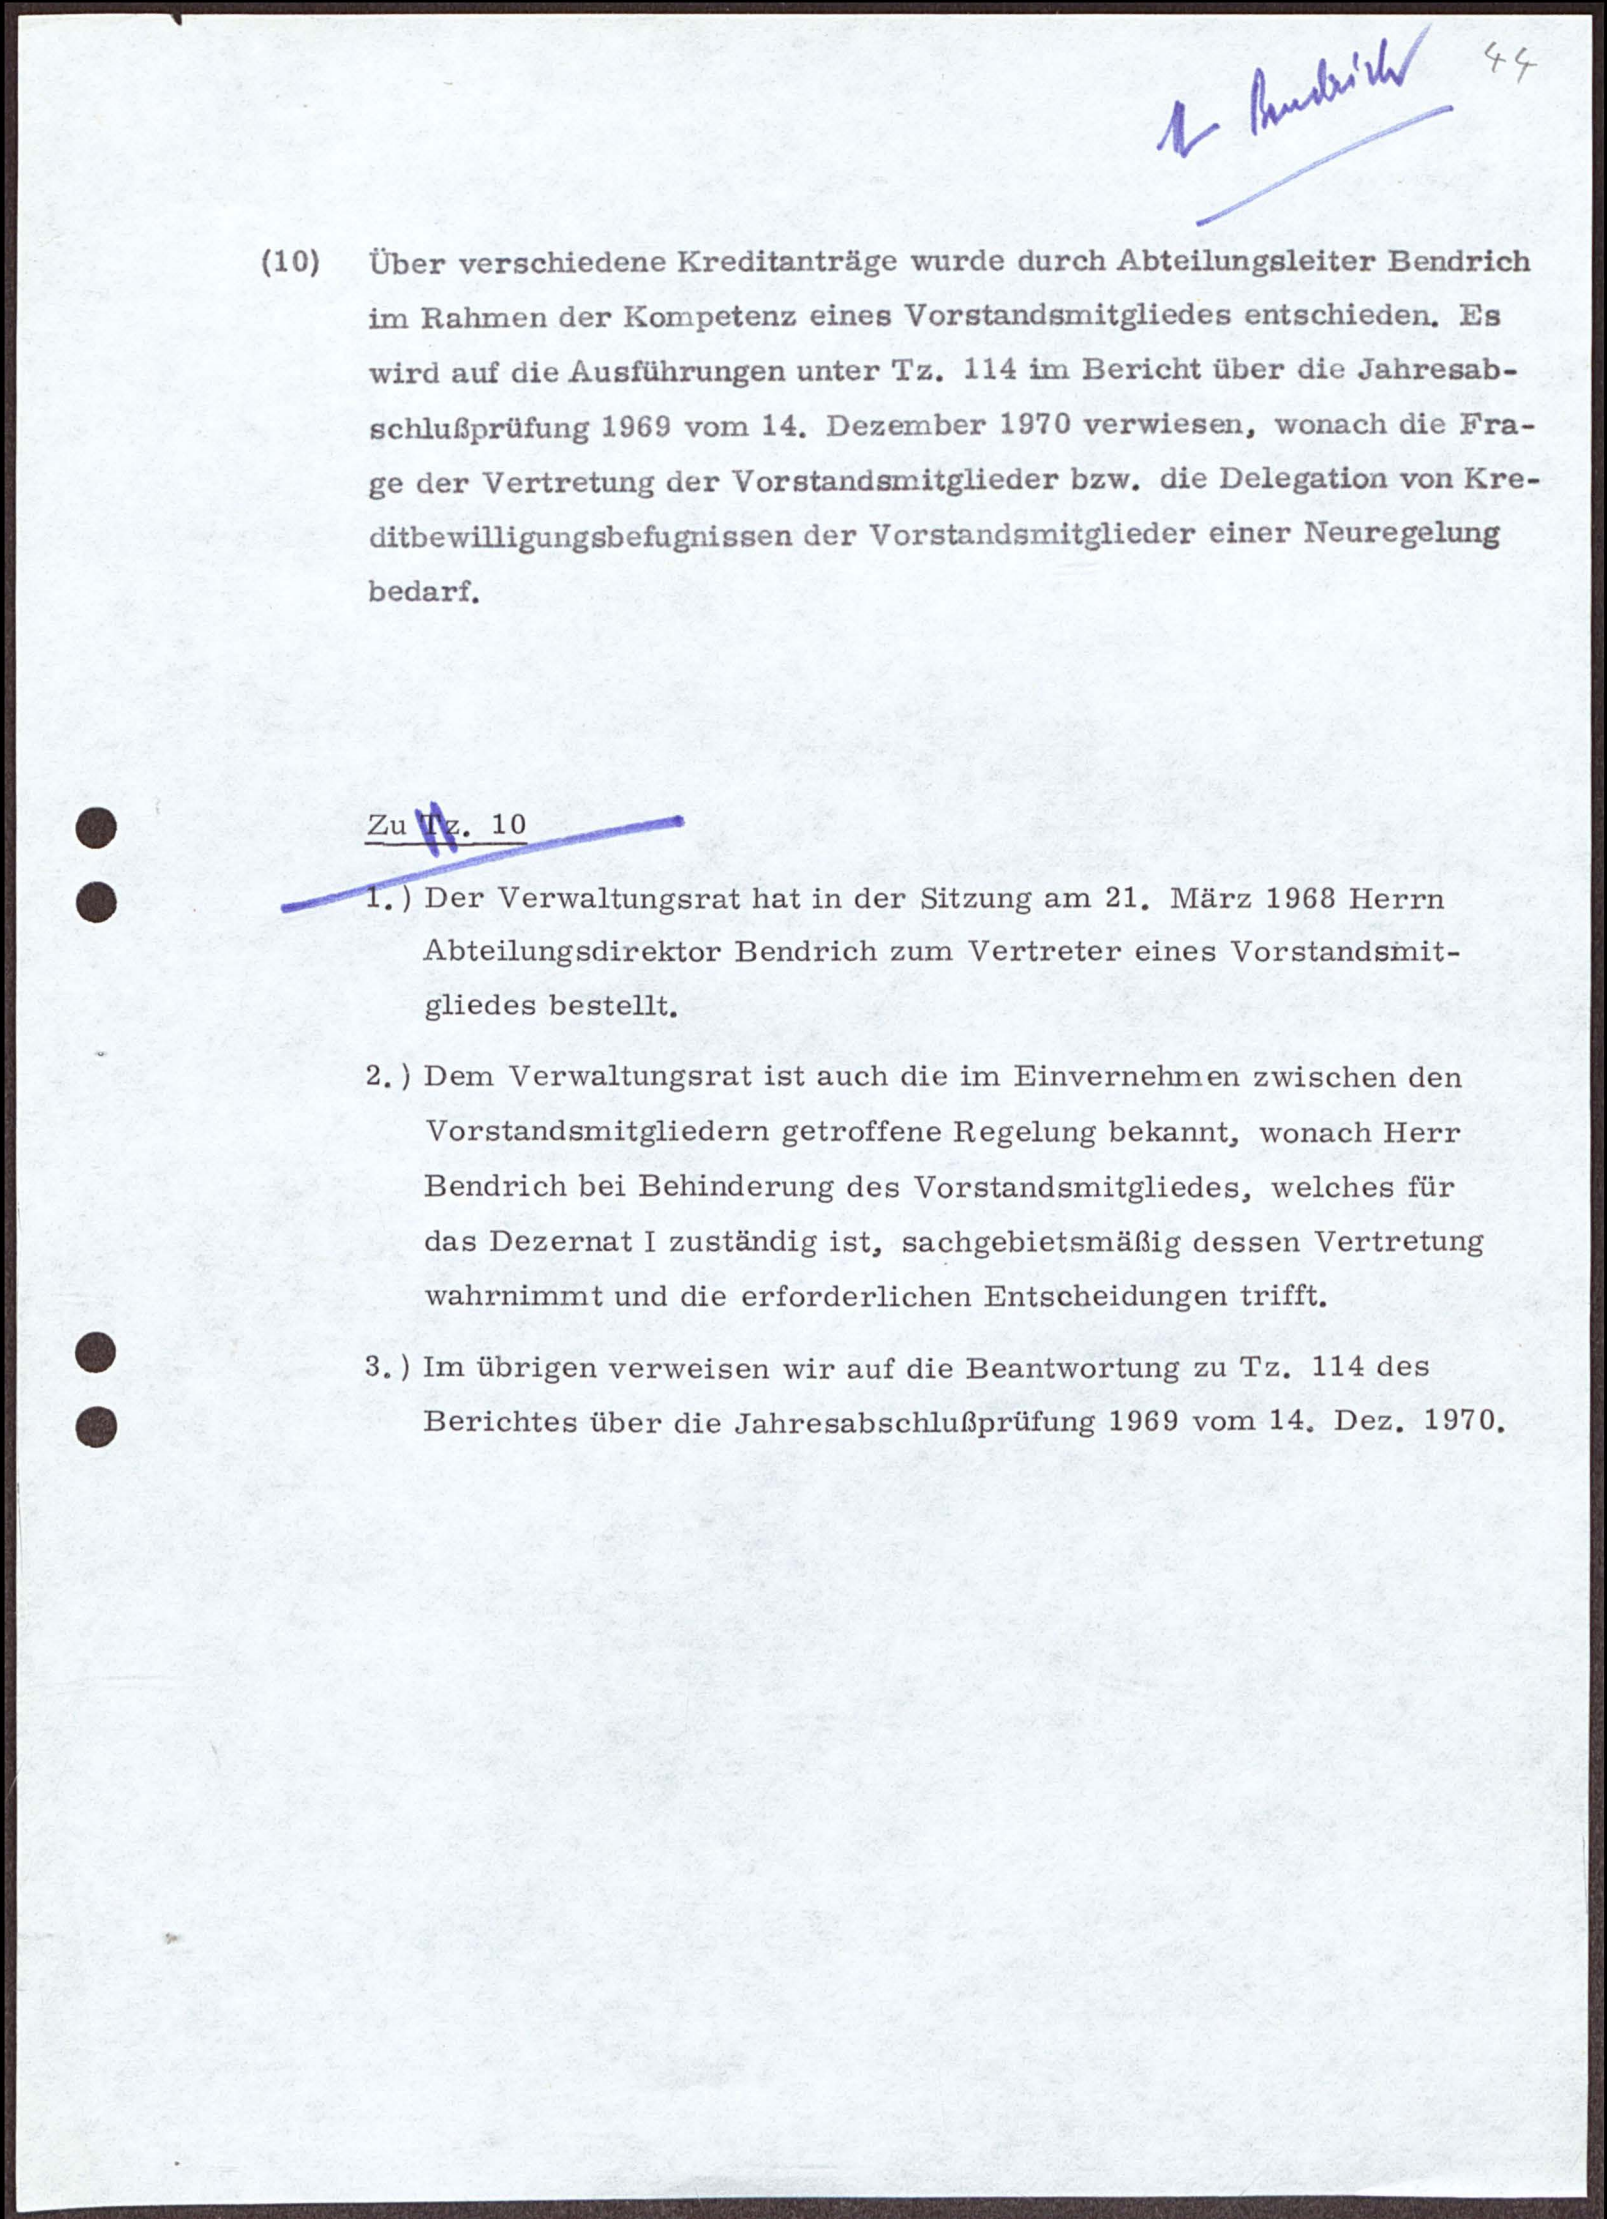 44
Bendrich
(10) Über verschiedene Kreditanträge wurde durch Abteilungsleiter Bendrich
im Rahmen der Kompetenz eines Vorstandsmitgliedes entschieden. Es
wird auf die Ausführungen unter Tz. 114 im Bericht über die Jahresab-
schlußprüfung 1969 vom 14. Dezember 1970 verwiesen, wonach die Fra-
ge der Vertretung der Vorstandsmitglieder bzw. die Delegation von Kre-
ditbewilligungsbefugnissen der Vorstandsmitglieder einer Neuregelung
bedarf.
Zu Tz. 10
1.) Der Verwaltungsrat hat in der Sitzung am 21. März 1968 Herrn
Abteilungsdirektor Bendrich zum Vertreter eines Vorstandsmit-
gliedes bestellt.
2.) Dem Verwaltungsrat ist auch die im Einvernehmen zwischen den
Vorstandsmitgliedern getroffene Regelung bekannt, wonach Herr
Bendrich bei Behinderung des Vorstandsmitgliedes, welches für
das Dezernat I zuständig ist, sachgebietsmäßig dessen Vertretung
wahrnimmt und die erforderlichen Entscheidungen trifft.
3.) Im übrigen verweisen wir auf die Beantwortung zu Tz. 114 des
Berichtes über die Jahresabschlußprüfung 1969 vom 14. Dez. 1970.